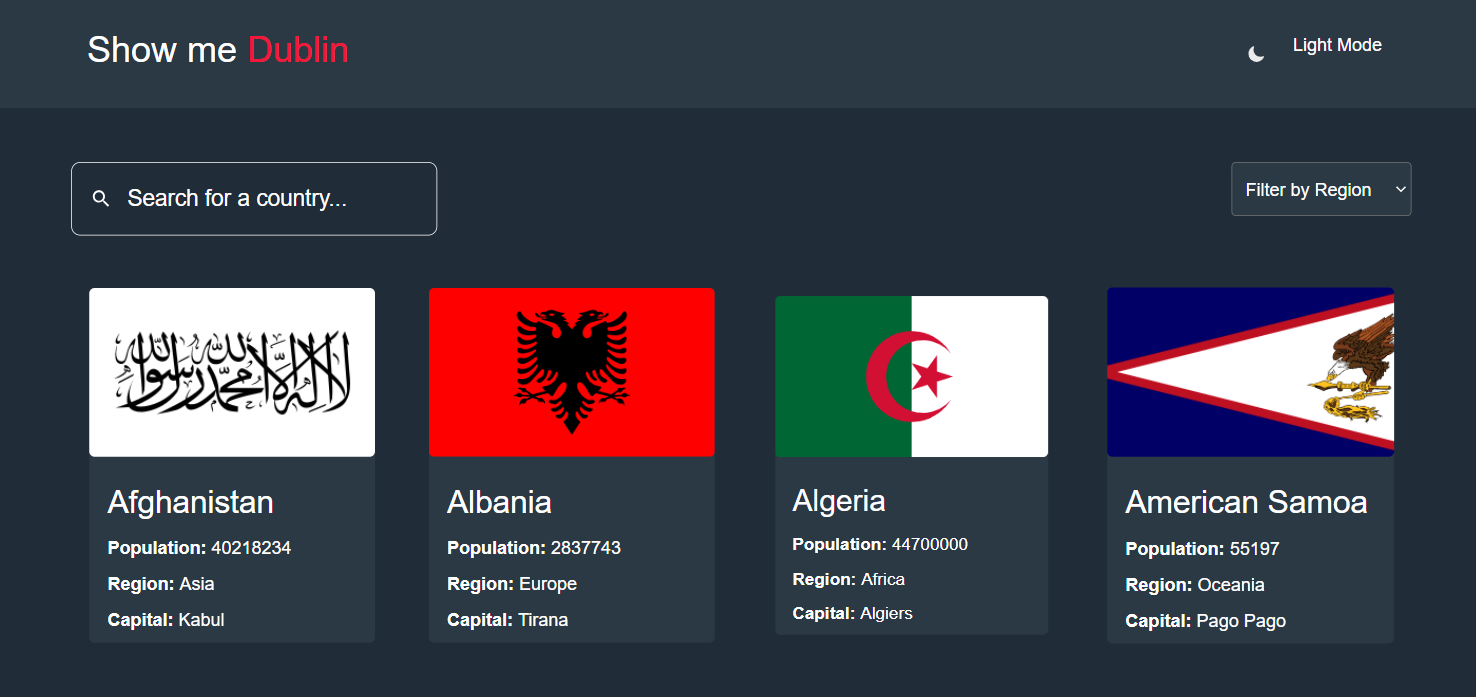 Show me Dublin
Light Mode
Search for a country...
Filter by Region
لا إله إلا الله محمد رسول الله
Afghanistan
Population: 40218234
Region: Asia
Capital: Kabul
Albania
Population: 2837743
Region: Europe
Capital: Tirana
Algeria
Population: 44700000
Region: Africa
Capital: Algiers
American Samoa
Population: 55197
Region: Oceania
Capital: Pago Pago